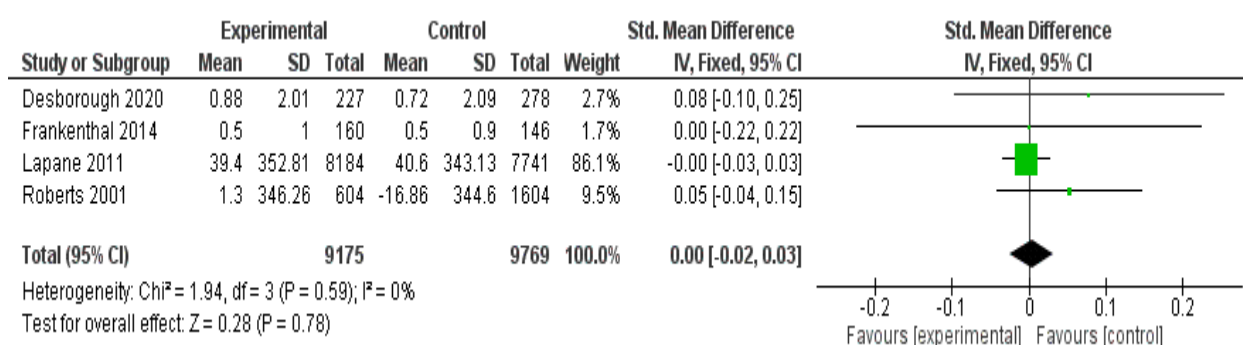 Experimental Control Std. Mean Difference Std. Mean Difference
Study or Subgroup Mean SD Total Mean SD Total Weight IV, Fixed, 95% CI IV, Fixed, 95% CI
Desborough 2020 0.88 2.01 227 0.72 2.09 278 2.7% 0.08 [-0.10, 0.25]
Frankenthal 2014 0.5 1 160 0.5 0.9 146 1.7% 0.00 [-0.22, 0.22]
Lapane 2011 39.4 352.81 8184 40.6 343.13 7741 86.1% -0.00 [-0.03, 0.03]
Roberts 2001 1.3 346.26 604 -16.86 344.6 1604 9.5% 0.05 [-0.04, 0.15]
Total (95% CI) 9175 9769 100.0% 0.00 [-0.02, 0.03]
Heterogeneity: Chi² = 1.94, df = 3 (P = 0.59); I² = 0%
Test for overall effect: Z = 0.28 (P = 0.78)
-0.2 -0.1 0 0.1 0.2
Favours [experimental] Favours [control]